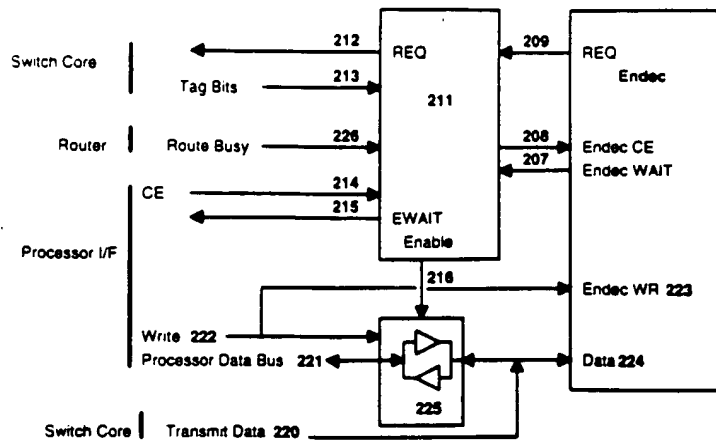 212 209
REQ REQ
Switch Core
213 Endec
Tag Bits
211
226 208
Router Route Busy Endec CE
207
214 Endec WAIT
CE
215
EWAIT
Enable
Processor I/F
216
Endec WR 223
Write 222
Processor Data Bus 221 Data 224
225
Switch Core Transmit Data 220